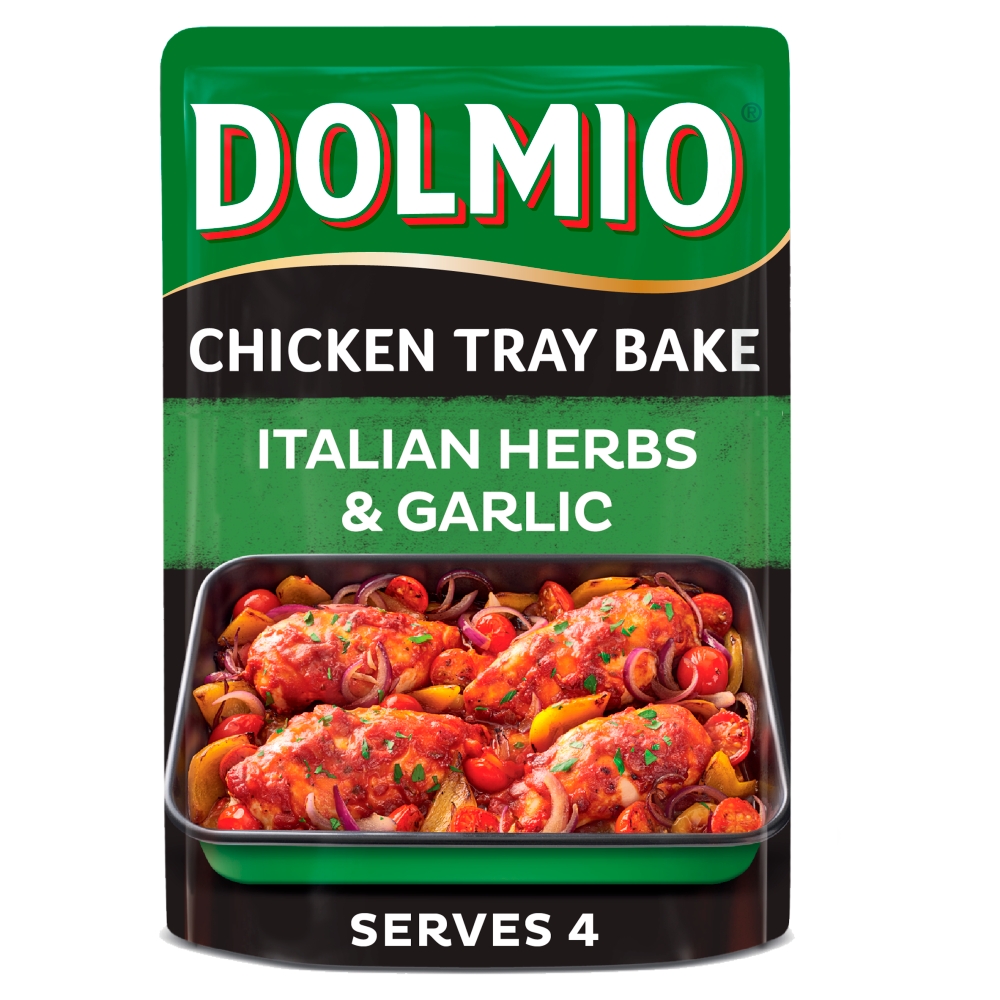 DOLMIO®
CHICKEN TRAY BAKE
ITALIAN HERBS
& GARLIC
SERVES 4